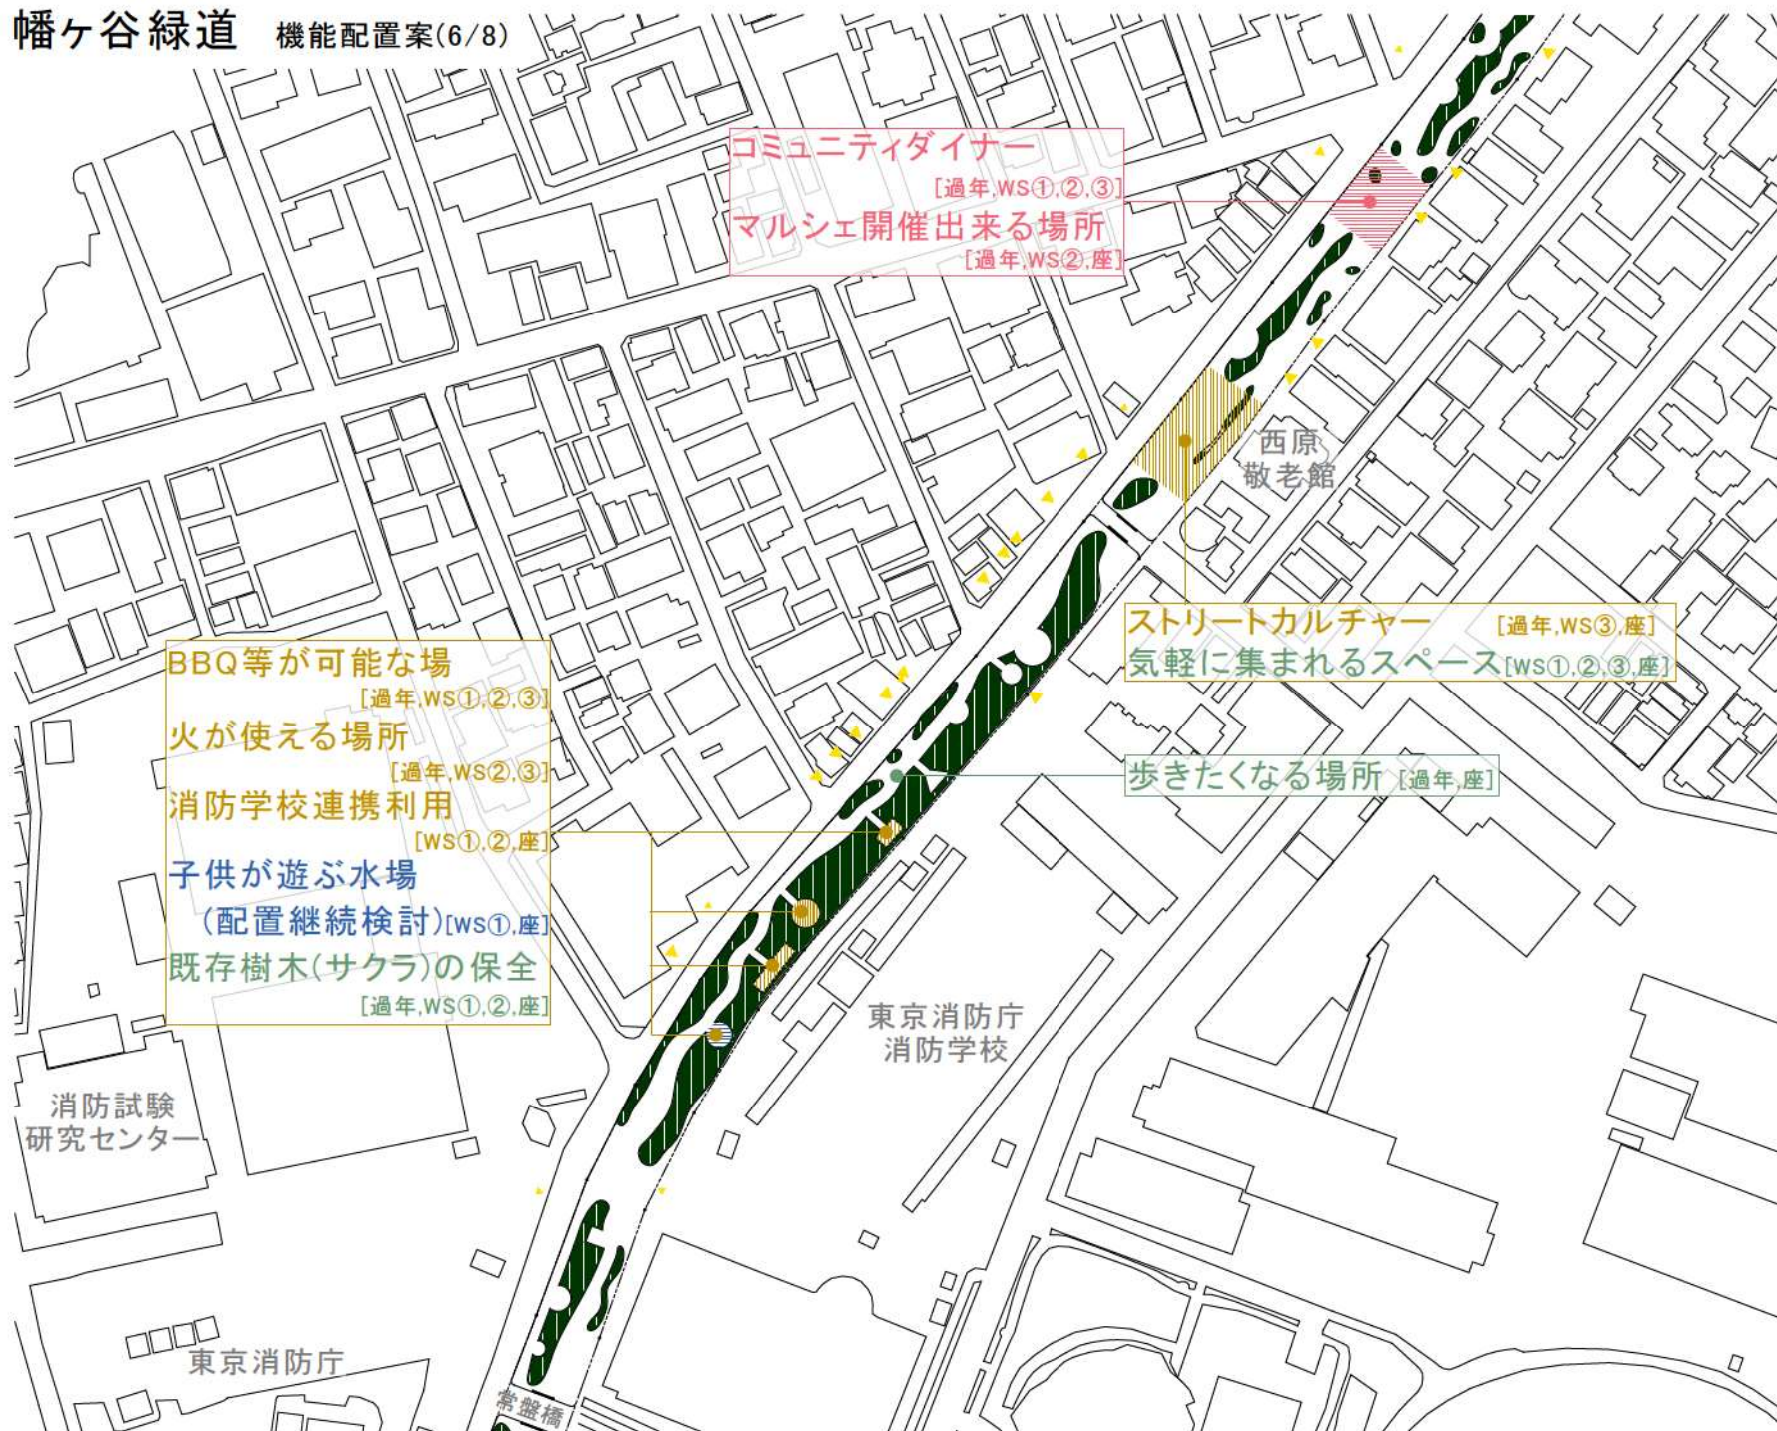 幡ヶ谷緑道 機能配置案(6/8)
コミュニティダイナー
[過年,WS①,②,③]
マルシェ開催出来る場所
[過年,WS②,座]
西原
敬老館
ストリートカルチャー [過年,WS③,座]
気軽に集まれるスペース[WS①,②,③,座]
BBQ等が可能な場
[過年,WS①,②,③]
火が使える場所
[過年,WS②,③]
消防学校連携利用
[WS①,②,座]
子供が遊ぶ水場
(配置継続検討)[WS①,座]
既存樹木(サクラ)の保全
[過年,WS①,②,座]
歩きたくなる場所 [過年,座]
東京消防庁
消防学校
消防試験
研究センター
東京消防庁
常盤橋